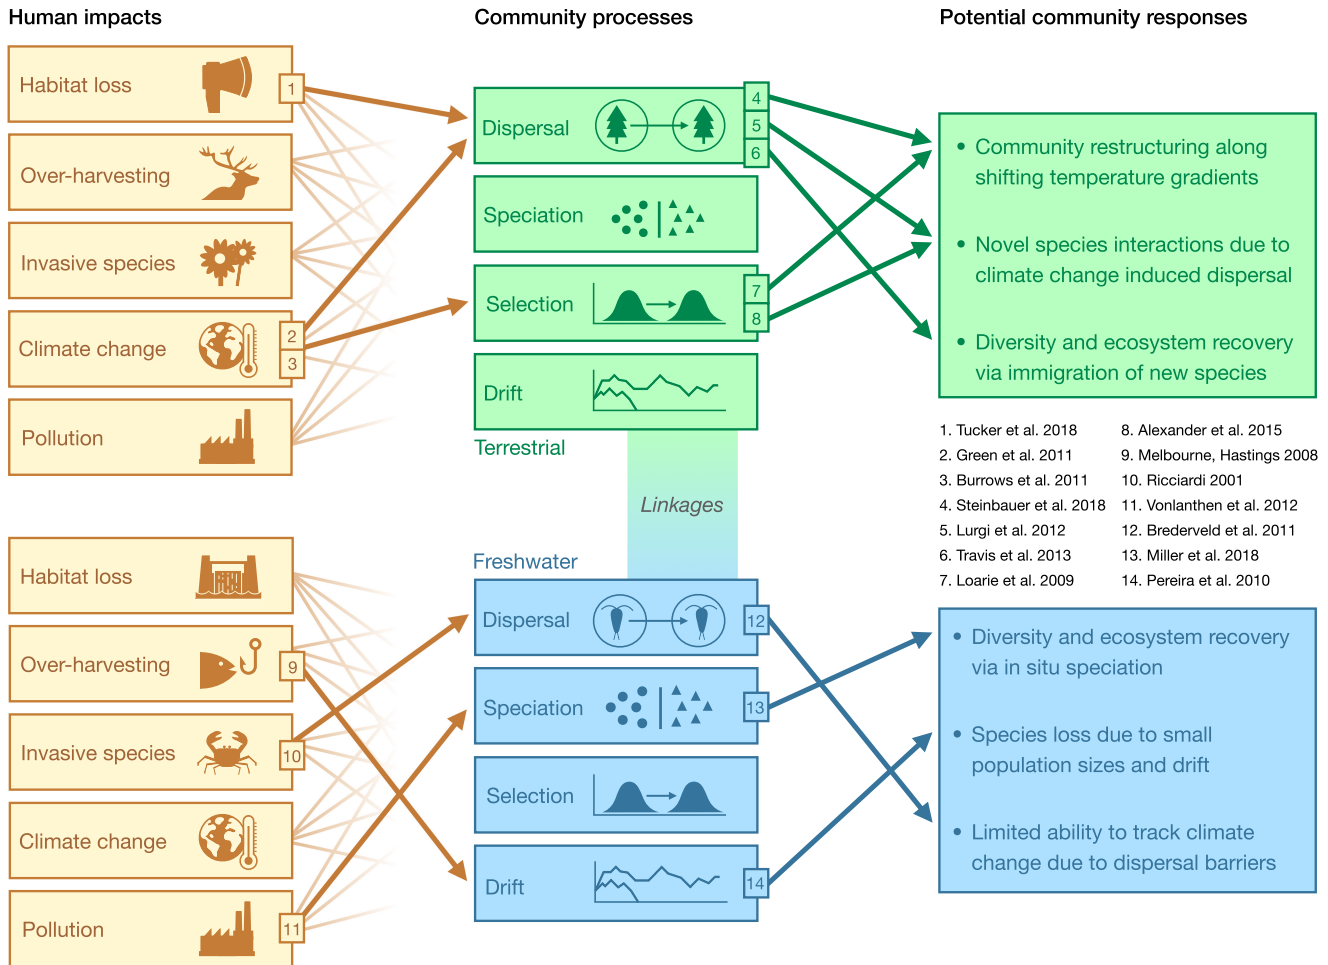 Human impacts
Community processes
Potential community responses
Habitat loss
1
Over-harvesting
Invasive species
Climate change
2
3
Pollution
Dispersal
4
5
6
Speciation
Selection
7
8
Drift
Terrestrial
• Community restructuring along
shifting temperature gradients
• Novel species interactions due to
climate change induced dispersal
• Diversity and ecosystem recovery
via immigration of new species
Linkages
1. Tucker et al. 2018
2. Green et al. 2011
3. Burrows et al. 2011
4. Steinbauer et al. 2018
5. Lurgi et al. 2012
6. Travis et al. 2013
7. Loarie et al. 2009
8. Alexander et al. 2015
9. Melbourne, Hastings 2008
10. Ricciardi 2001
11. Vonlanthen et al. 2012
12. Brederveld et al. 2011
13. Miller et al. 2018
14. Pereira et al. 2010
Habitat loss
Over-harvesting
9
Invasive species
10
Climate change
Pollution
11
Freshwater
Dispersal
12
Speciation
13
Selection
Drift
14
• Diversity and ecosystem recovery
via in situ speciation
• Species loss due to small
population sizes and drift
• Limited ability to track climate
change due to dispersal barriers